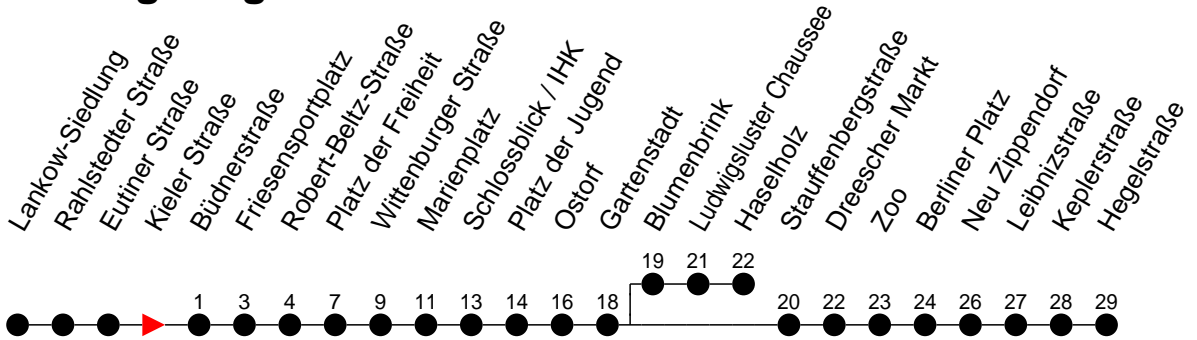 Lankow-Siedlung
Rahlstedter Straße
Eutiner Straße
Kieler Straße
Büdnerstraße
Friesensportplatz
Robert-Beltz-Straße
Platz der Freiheit
Wittenburger Straße
Marienplatz
Schlossblick / IHK
Platz der Jugend
Ostorf
Gartenstadt
Blumenbrink
Ludwigsluster Chaussee
Haselholz
Stauffenbergstraße
Dreescher Markt
Zoo
Berliner Platz
Neu Zippendorf
Leibnizstraße
Keplerstraße
Hegelstraße
19 21 22
1 3 4 7 9 11 13 14 16 18 20 22 23 24 26 27 28 29